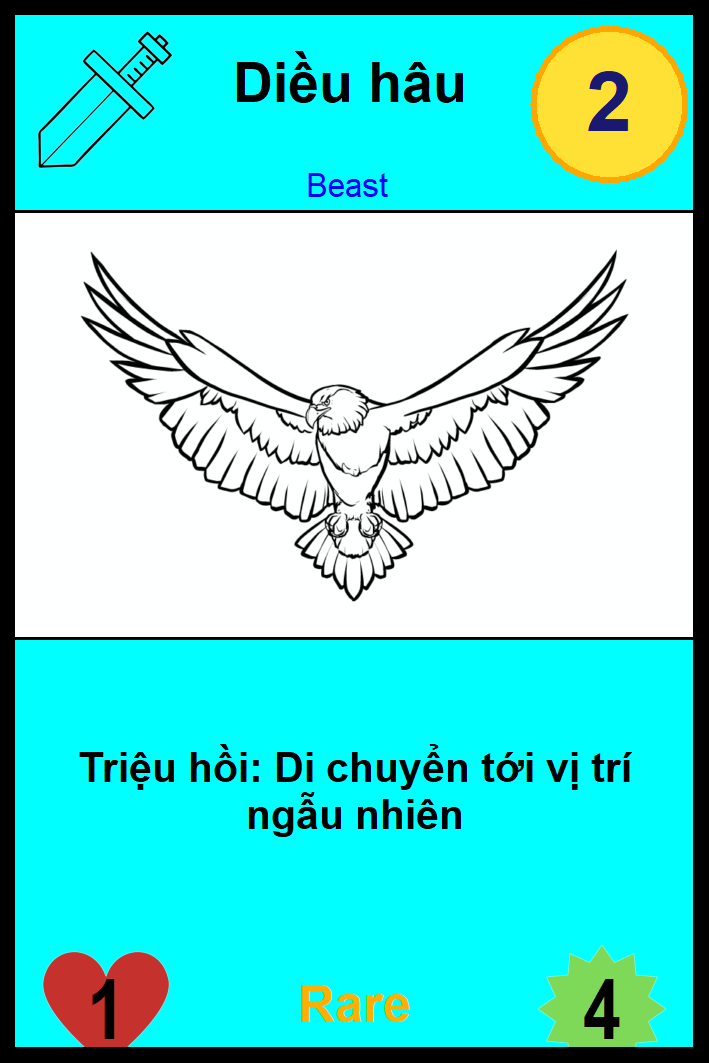 Diều hâu
2
Beast
Triệu hồi: Di chuyển tới vị trí
ngẫu nhiên
1
Rare
4